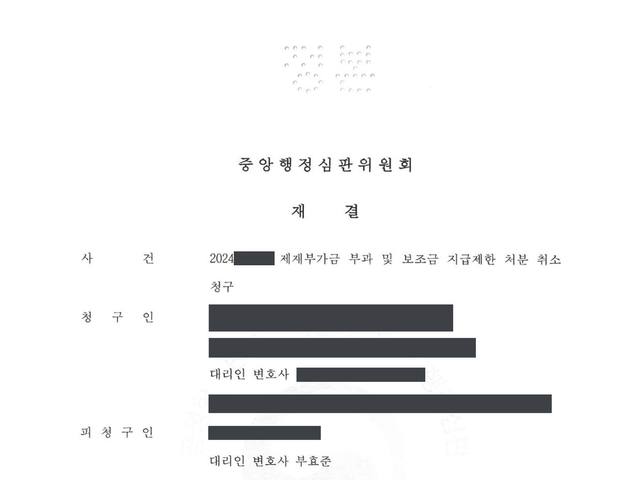 정본
중앙행정심판위원회
재 결
사 건 2024 제재부가금 부과 및 보조금 지급제한 처분 취소
청구
청 구 인
대리인 변호사
피 청 구 인
대리인 변호사 부효준